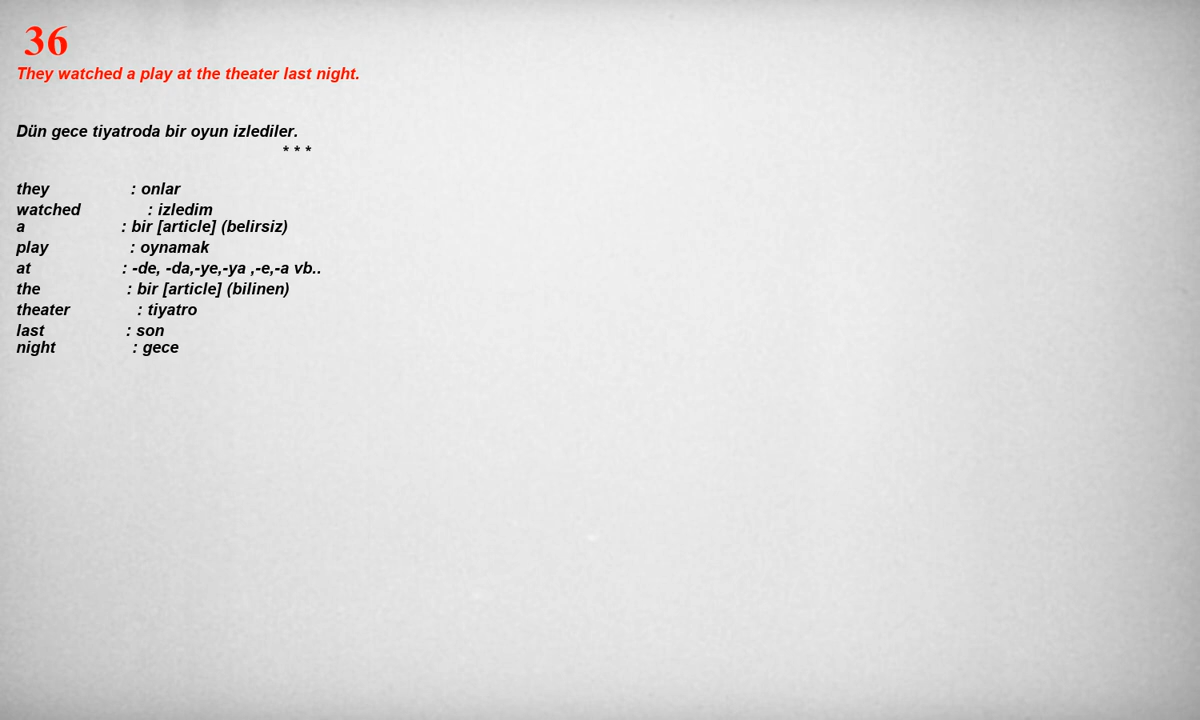 36
They watched a play at the theater last night.
Dün gece tiyatroda bir oyun izlediler.
* * *
they : onlar
watched : izledim
a : bir [article] (belirsiz)
play : oynamak
at : -de, -da,-ye,-ya ,-e,-a vb..
the : bir [article] (bilinen)
theater : tiyatro
last : son
night : gece